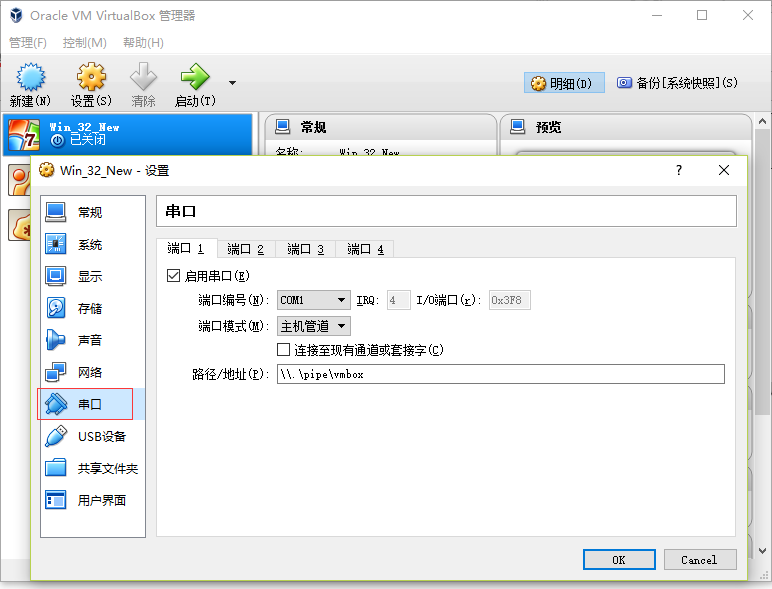 Oracle VM VirtualBox 管理器
管理(F) 控制(M) 帮助(H)
新建(N) 设置(S) 清除 启动(T) 明细(D) 备份[系统快照](S)
Win_32_New
已关闭
常规
预览
名称: Win_32_New
Win_32_New - 设置
?
常规
系统
显示
存储
声音
网络
串口
USB设备
共享文件夹
用户界面
串口
端口 1 端口 2 端口 3 端口 4
启用串口(E)
端口编号(N): COM1 IRQ: 4 I/O端口(r): 0x3F8
端口模式(M): 主机管道
连接至现有通道或套接字(C)
路径/地址(P): \\.\pipe\vmbox
OK Cancel